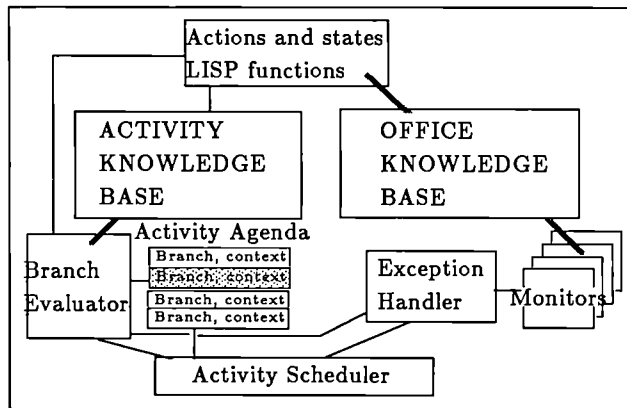 Actions and states
LISP functions
ACTIVITY
KNOWLEDGE
BASE
OFFICE
KNOWLEDGE
BASE
Activity Agenda
Branch, context
Branch, context
Branch, context
Branch, context
Branch
Evaluator
Exception
Handler
Monitors
Activity Scheduler